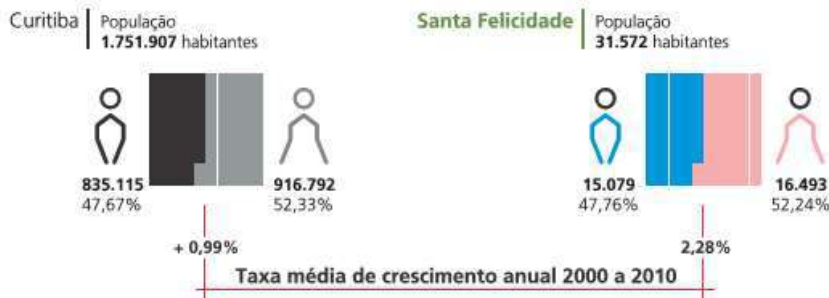 Curitiba
População
1.751.907 habitantes
Santa Felicidade
População
31.572 habitantes
835.115
47,67%
916.792
52,33%
15.079
47,76%
16.493
52,24%
+ 0,99%
2,28%
Taxa média de crescimento anual 2000 a 2010